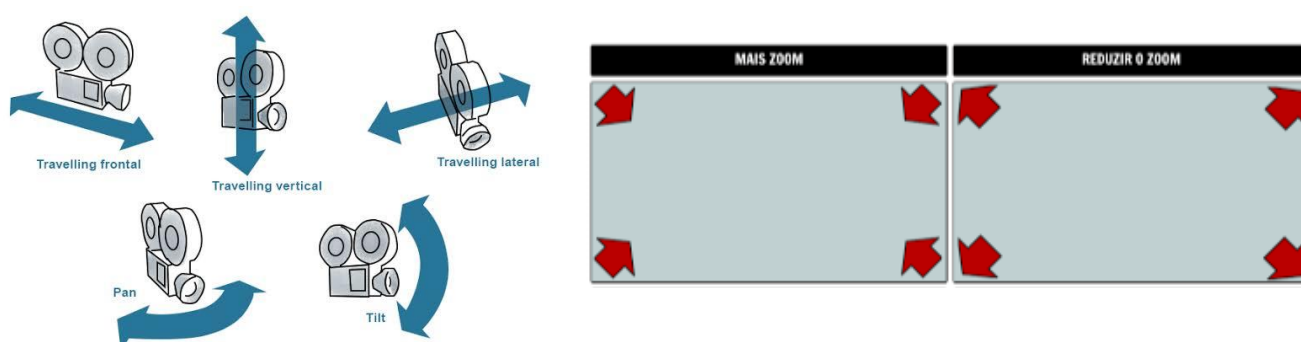 Travelling frontal
Travelling vertical
Travelling lateral
Pan
Tilt
MAIS ZOOM
REDUZIR O ZOOM